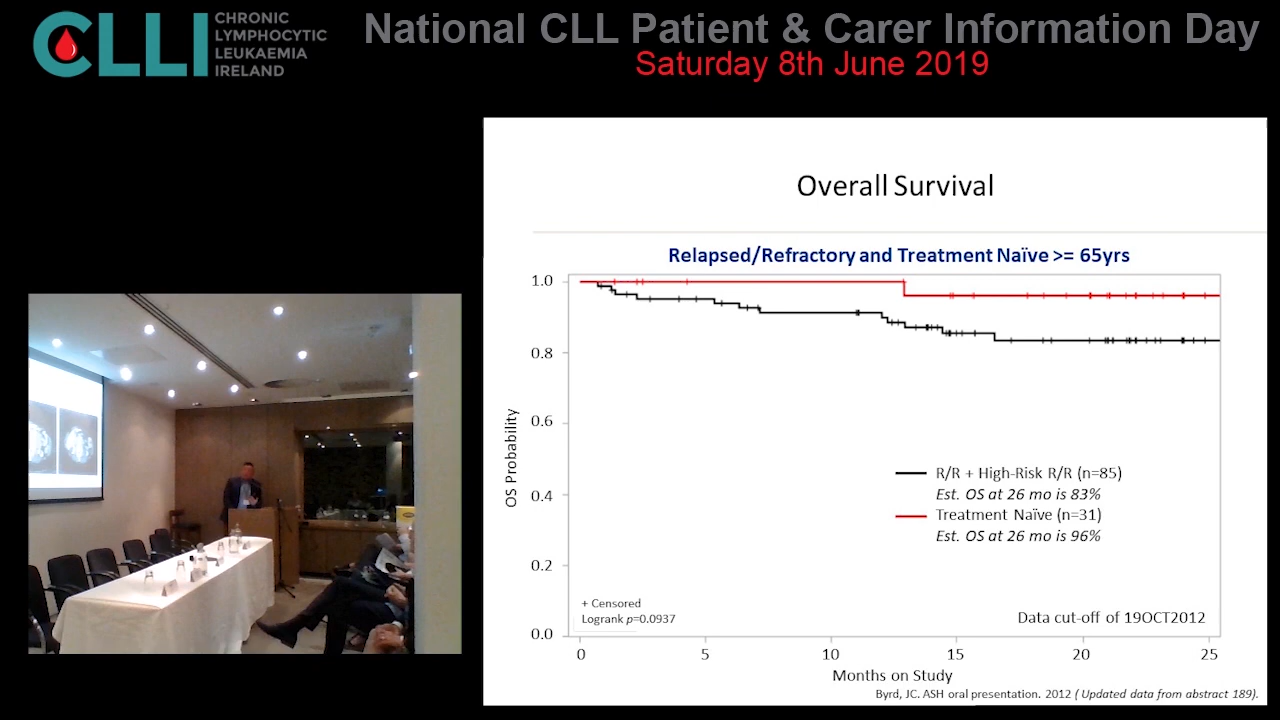 CLLI
CHRONIC
LYMPHOCYTIC
LEUKAEMIA
IRELAND
National CLL Patient & Carer Information Day
Saturday 8th June 2019
Overall Survival
Relapsed/Refractory and Treatment Naïve >= 65yrs
1.0
0.8
0.6
0.4
0.2
0.0
OS Probability
R/R + High-Risk R/R (n=85)
Est. OS at 26 mo is 83%
Treatment Naïve (n=31)
Est. OS at 26 mo is 96%
+ Censored
Logrank p=0.0937
Data cut-off of 19OCT2012
0 5 10 15 20 25
Months on Study
Byrd, JC. ASH oral presentation. 2012 ( Updated data from abstract 189).